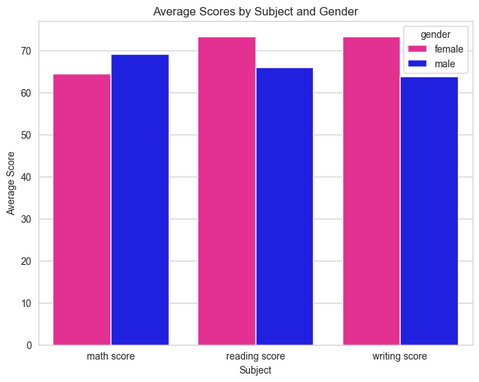 Average Scores by Subject and Gender
gender
female
male
Average Score
70
60
50
40
30
20
10
0
math score
reading score
writing score
Subject